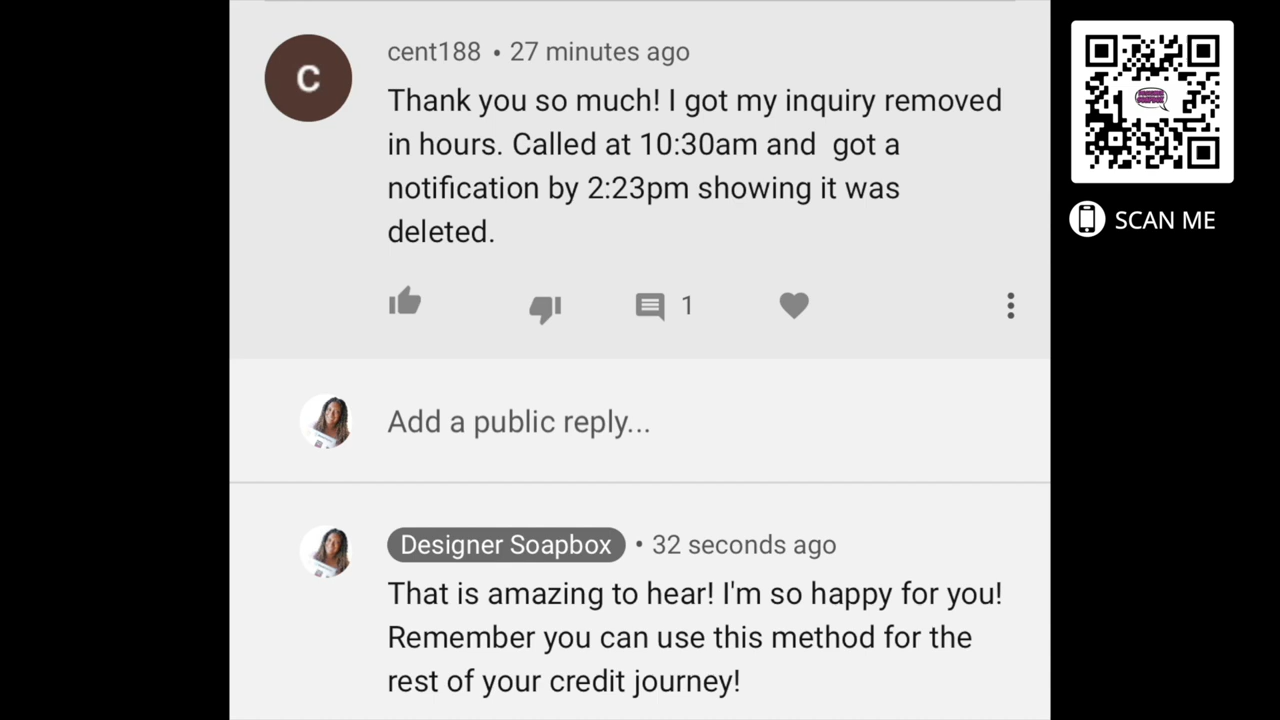 C
cent188 • 27 minutes ago
Thank you so much! I got my inquiry removed
in hours. Called at 10:30am and  got a
notification by 2:23pm showing it was
deleted.
1
Add a public reply...
Designer Soapbox • 32 seconds ago
That is amazing to hear! I'm so happy for you!
Remember you can use this method for the
rest of your credit journey!
SCAN ME